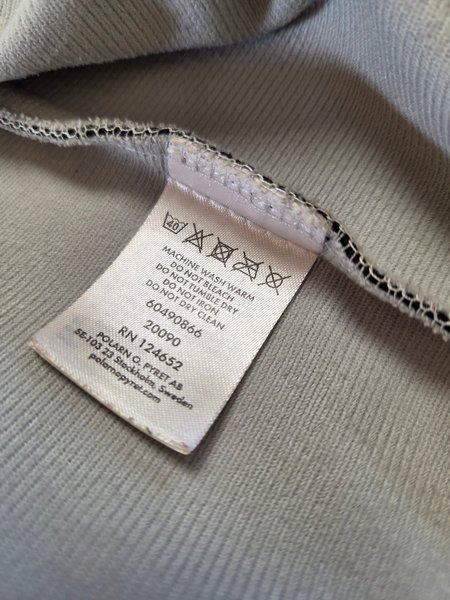 40
MACHINE WASH WARM
DO NOT BLEACH
DO NOT TUMBLE DRY
DO NOT IRON
DO NOT DRY CLEAN
60490866
20090
RN 124652
POLARN O. PYRET AB
SE-103 23 Stockholm, Sweden
polarnopyret.com